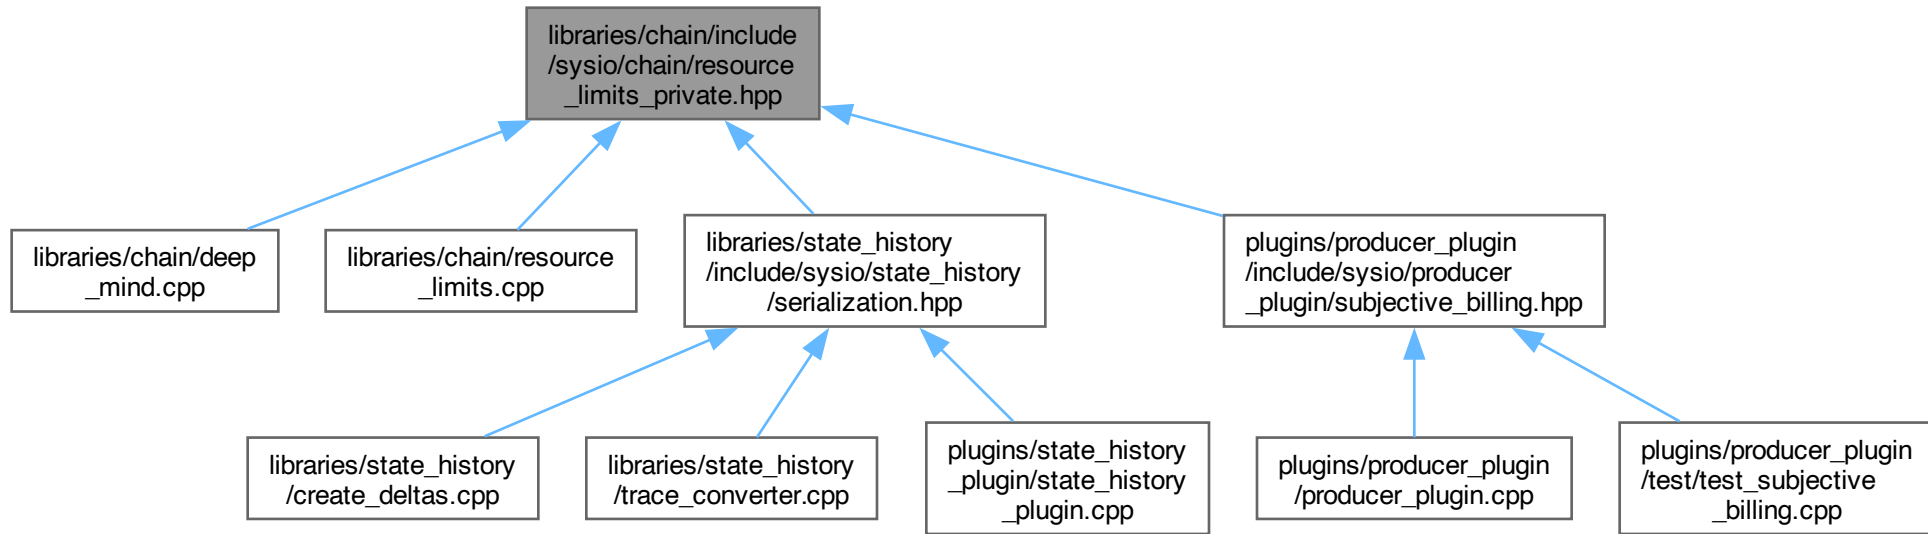 libraries/chain/include
/sysio/chain/resource
_limits_private.hpp
libraries/chain/deep
_mind.cpp
libraries/chain/resource
_limits.cpp
libraries/state_history
/include/sysio/state_history
/serialization.hpp
plugins/producer_plugin
/include/sysio/producer
_plugin/subjective_billing.hpp
libraries/state_history
/create_deltas.cpp
libraries/state_history
/trace_converter.cpp
plugins/state_history
_plugin/state_history
_plugin.cpp
plugins/producer_plugin
/producer_plugin.cpp
plugins/producer_plugin
/test/test_subjective
_billing.cpp